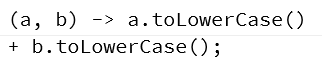 (a, b) -> a.toLowerCase()
+ b.toLowerCase();